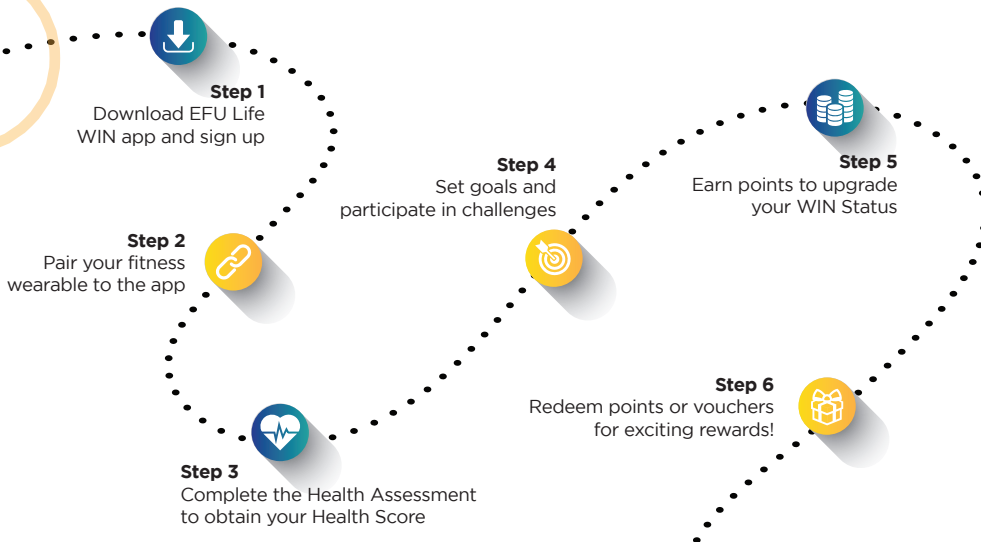 Step 1
Download EFU Life
WIN app and sign up
Step 2
Pair your fitness
wearable to the app
Step 3
Complete the Health Assessment
to obtain your Health Score
Step 4
Set goals and
participate in challenges
Step 5
Earn points to upgrade
your WIN Status
Step 6
Redeem points or vouchers
for exciting rewards!